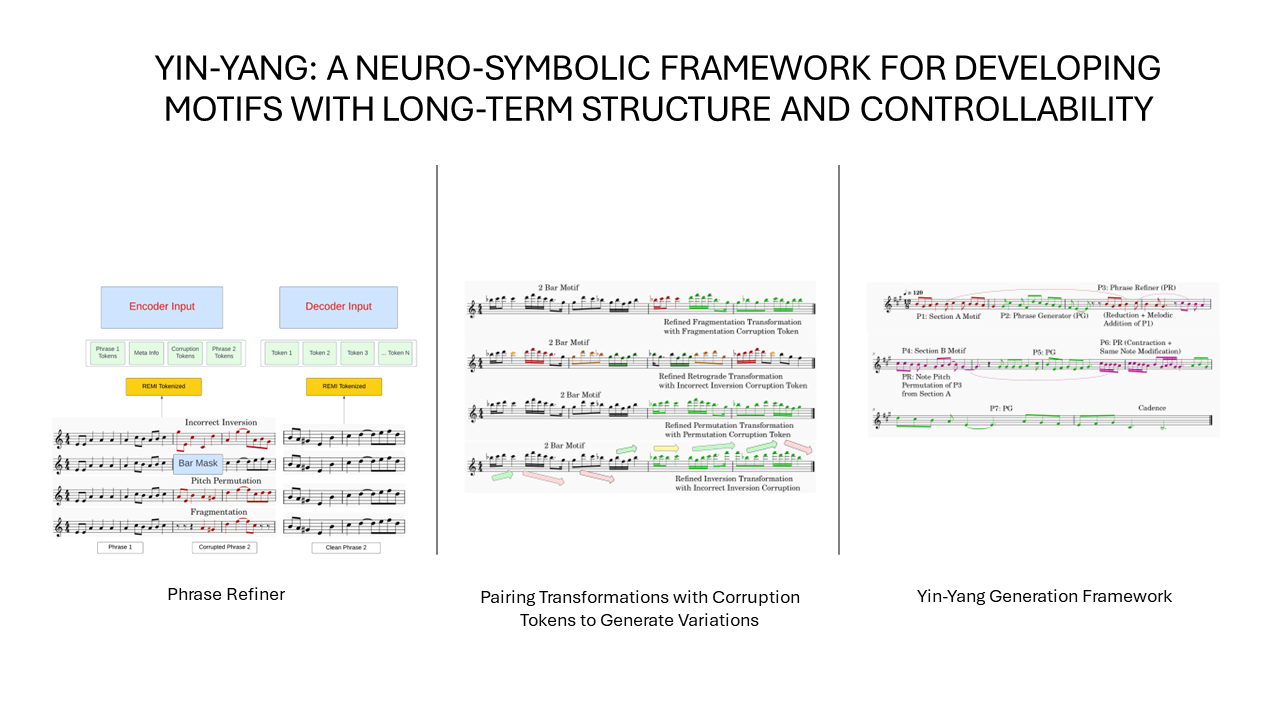 YIN-YANG: A NEURO-SYMBOLIC FRAMEWORK FOR DEVELOPING
MOTIFS WITH LONG-TERM STRUCTURE AND CONTROLLABILITY
Encoder Input
Decoder Input
Phrase 1
Tokens
Meta Info
Corruption
Tokens
Phrase 2
Tokens
Token 1
Token 2
Token 3
... Token N
REMI Tokenized
REMI Tokenized
Incorrect Inversion
Bar Mask
Pitch Permutation
Fragmentation
Phrase 1
Corrupted Phrase 2
Clean Phrase 2
Phrase Refiner
2 Bar Motif
Refined Fragmentation Transformation
with Fragmentation Corruption Token
2 Bar Motif
Refined Retrograde Transformation
with Incorrect Inversion Corruption Token
2 Bar Motif
Refined Permutation Transformation
with Permutation Corruption Token
2 Bar Motif
Refined Inversion Transformation
with Incorrect Inversion Corruption
Pairing Transformations with Corruption
Tokens to Generate Variations
= 120
P3: Phrase Refiner (PR)
P1: Section A Motif
P2: Phrase Generator (PG)
(Reduction + Melodic
Addition of P1)
P4: Section B Motif
P5: PG
P6: PR (Contraction +
Same Note Modification)
PR: Note Pitch
Permutation of P3
from Section A
P7: PG
Cadence
Yin-Yang Generation Framework